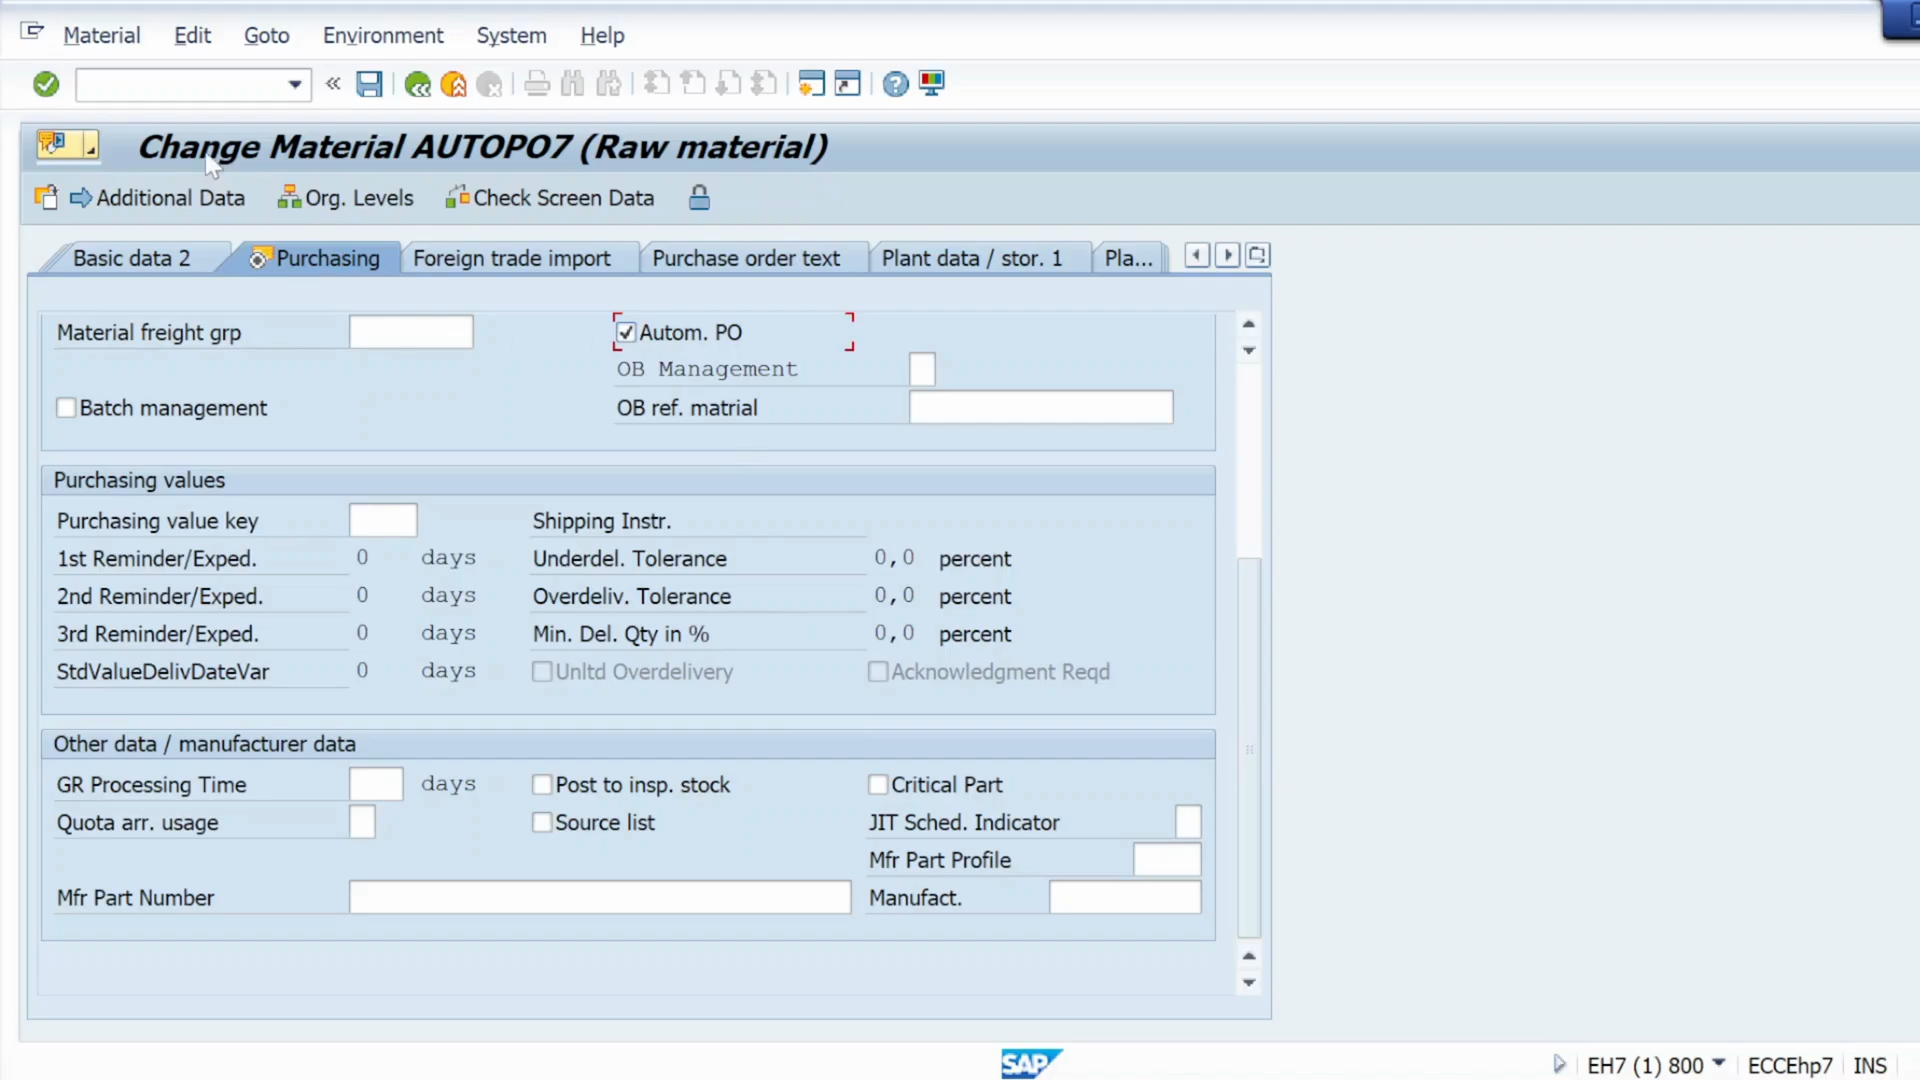 Material Edit Goto Environment System Help
Change Material AUTOPO7 (Raw material)
Additional Data Org. Levels Check Screen Data
Basic data 2 Purchasing Foreign trade import Purchase order text Plant data / stor. 1 Pla...
Material freight grp Autom. PO
OB Management
Batch management OB ref. matrial
Purchasing values
Purchasing value key Shipping Instr.
1st Reminder/Exped. 0 days Underdel. Tolerance 0,0 percent
2nd Reminder/Exped. 0 days Overdeliv. Tolerance 0,0 percent
3rd Reminder/Exped. 0 days Min. Del. Qty in % 0,0 percent
StdValueDelivDateVar 0 days Unltd Overdelivery Acknowledgment Reqd
Other data / manufacturer data
GR Processing Time days Post to insp. stock Critical Part
Quota arr. usage Source list JIT Sched. Indicator
Mfr Part Profile
Mfr Part Number Manufact.
SAP EH7 (1) 800 ECCEhp7 INS